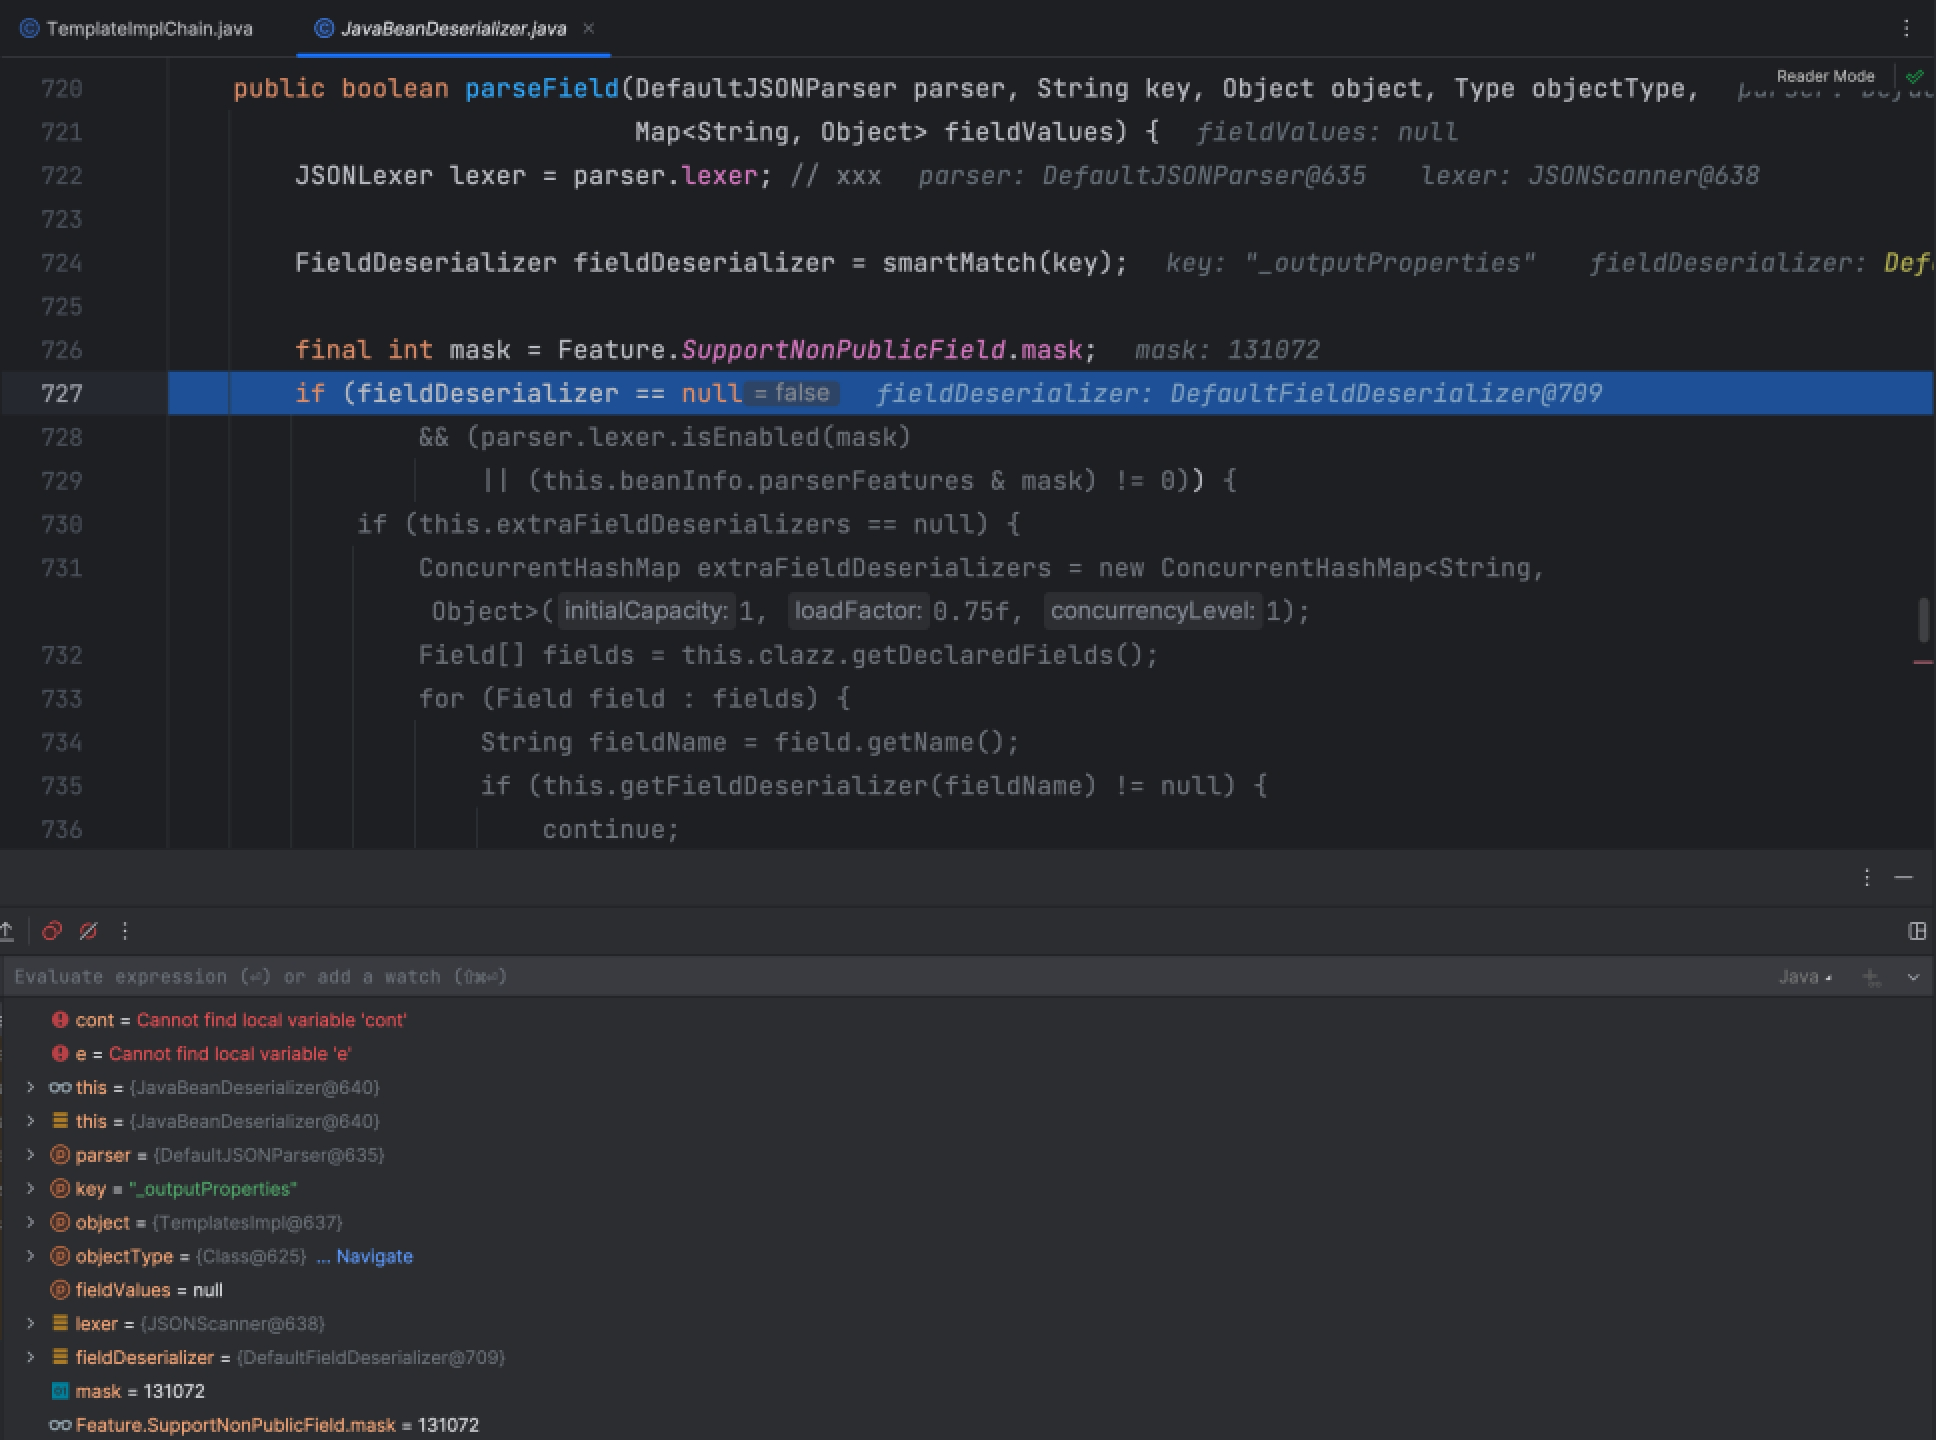 TemplateImplChain.java
JavaBeanDeserializer.java
Reader Mode
720 public boolean parseField(DefaultJSONParser parser, String key, Object object, Type objectType,
721 Map<String, Object> fieldValues) { fieldValues: null
722 JSONLexer lexer = parser.lexer; // xxx parser: DefaultJSONParser@635 lexer: JSONScanner@638
723
724 FieldDeserializer fieldDeserializer = smartMatch(key); key: "_outputProperties" fieldDeserializer: Def
725
726 final int mask = Feature.SupportNonPublicField.mask; mask: 131072
727 if (fieldDeserializer == null = false fieldDeserializer: DefaultFieldDeserializer@709
728 && (parser.lexer.isEnabled(mask)
729 || (this.beanInfo.parserFeatures & mask) != 0)) {
730 if (this.extraFieldDeserializers == null) {
731 ConcurrentHashMap extraFieldDeserializers = new ConcurrentHashMap<String,
Object>( initialCapacity: 1, loadFactor: 0.75f, concurrencyLevel: 1);
732 Field[] fields = this.clazz.getDeclaredFields();
733 for (Field field : fields) {
734 String fieldName = field.getName();
735 if (this.getFieldDeserializer(fieldName) != null) {
736 continue;
Evaluate expression (⏎) or add a watch (⇧⌘⏎)
Java
cont = Cannot find local variable 'cont'
e = Cannot find local variable 'e'
this = {JavaBeanDeserializer@640}
this = {JavaBeanDeserializer@640}
parser = {DefaultJSONParser@635}
key = "_outputProperties"
object = {TemplatesImpl@637}
objectType = {Class@625} ... Navigate
fieldValues = null
lexer = {JSONScanner@638}
fieldDeserializer = {DefaultFieldDeserializer@709}
mask = 131072
Feature.SupportNonPublicField.mask = 131072